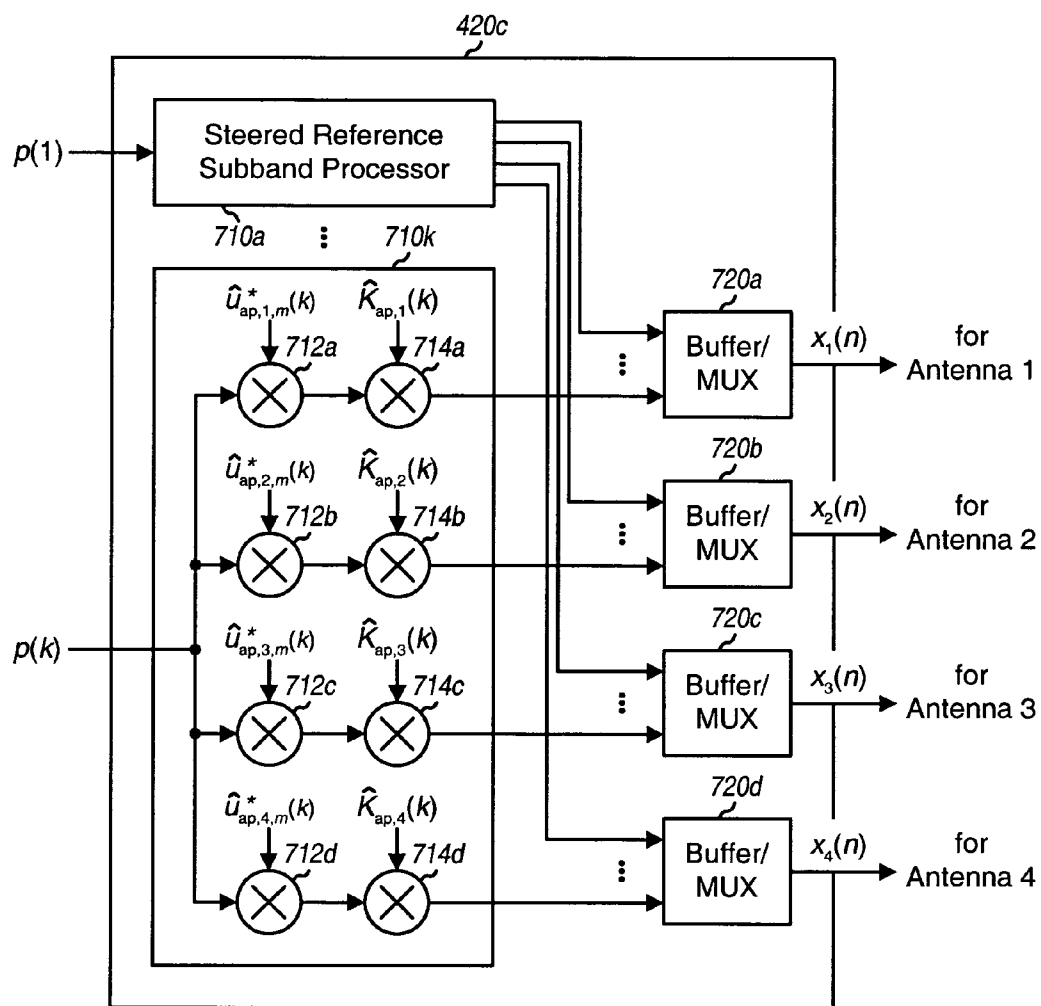 420c
p(1)
Steered Reference
Subband Processor
710a
710k
û*ap,1,m(k)
K̂ap,1(k)
712a
714a
720a
Buffer/
MUX
x1(n)
for
Antenna 1
û*ap,2,m(k)
K̂ap,2(k)
712b
714b
720b
Buffer/
MUX
x2(n)
for
Antenna 2
p(k)
û*ap,3,m(k)
K̂ap,3(k)
712c
714c
720c
Buffer/
MUX
x3(n)
for
Antenna 3
û*ap,4,m(k)
K̂ap,4(k)
712d
714d
720d
Buffer/
MUX
x4(n)
for
Antenna 4